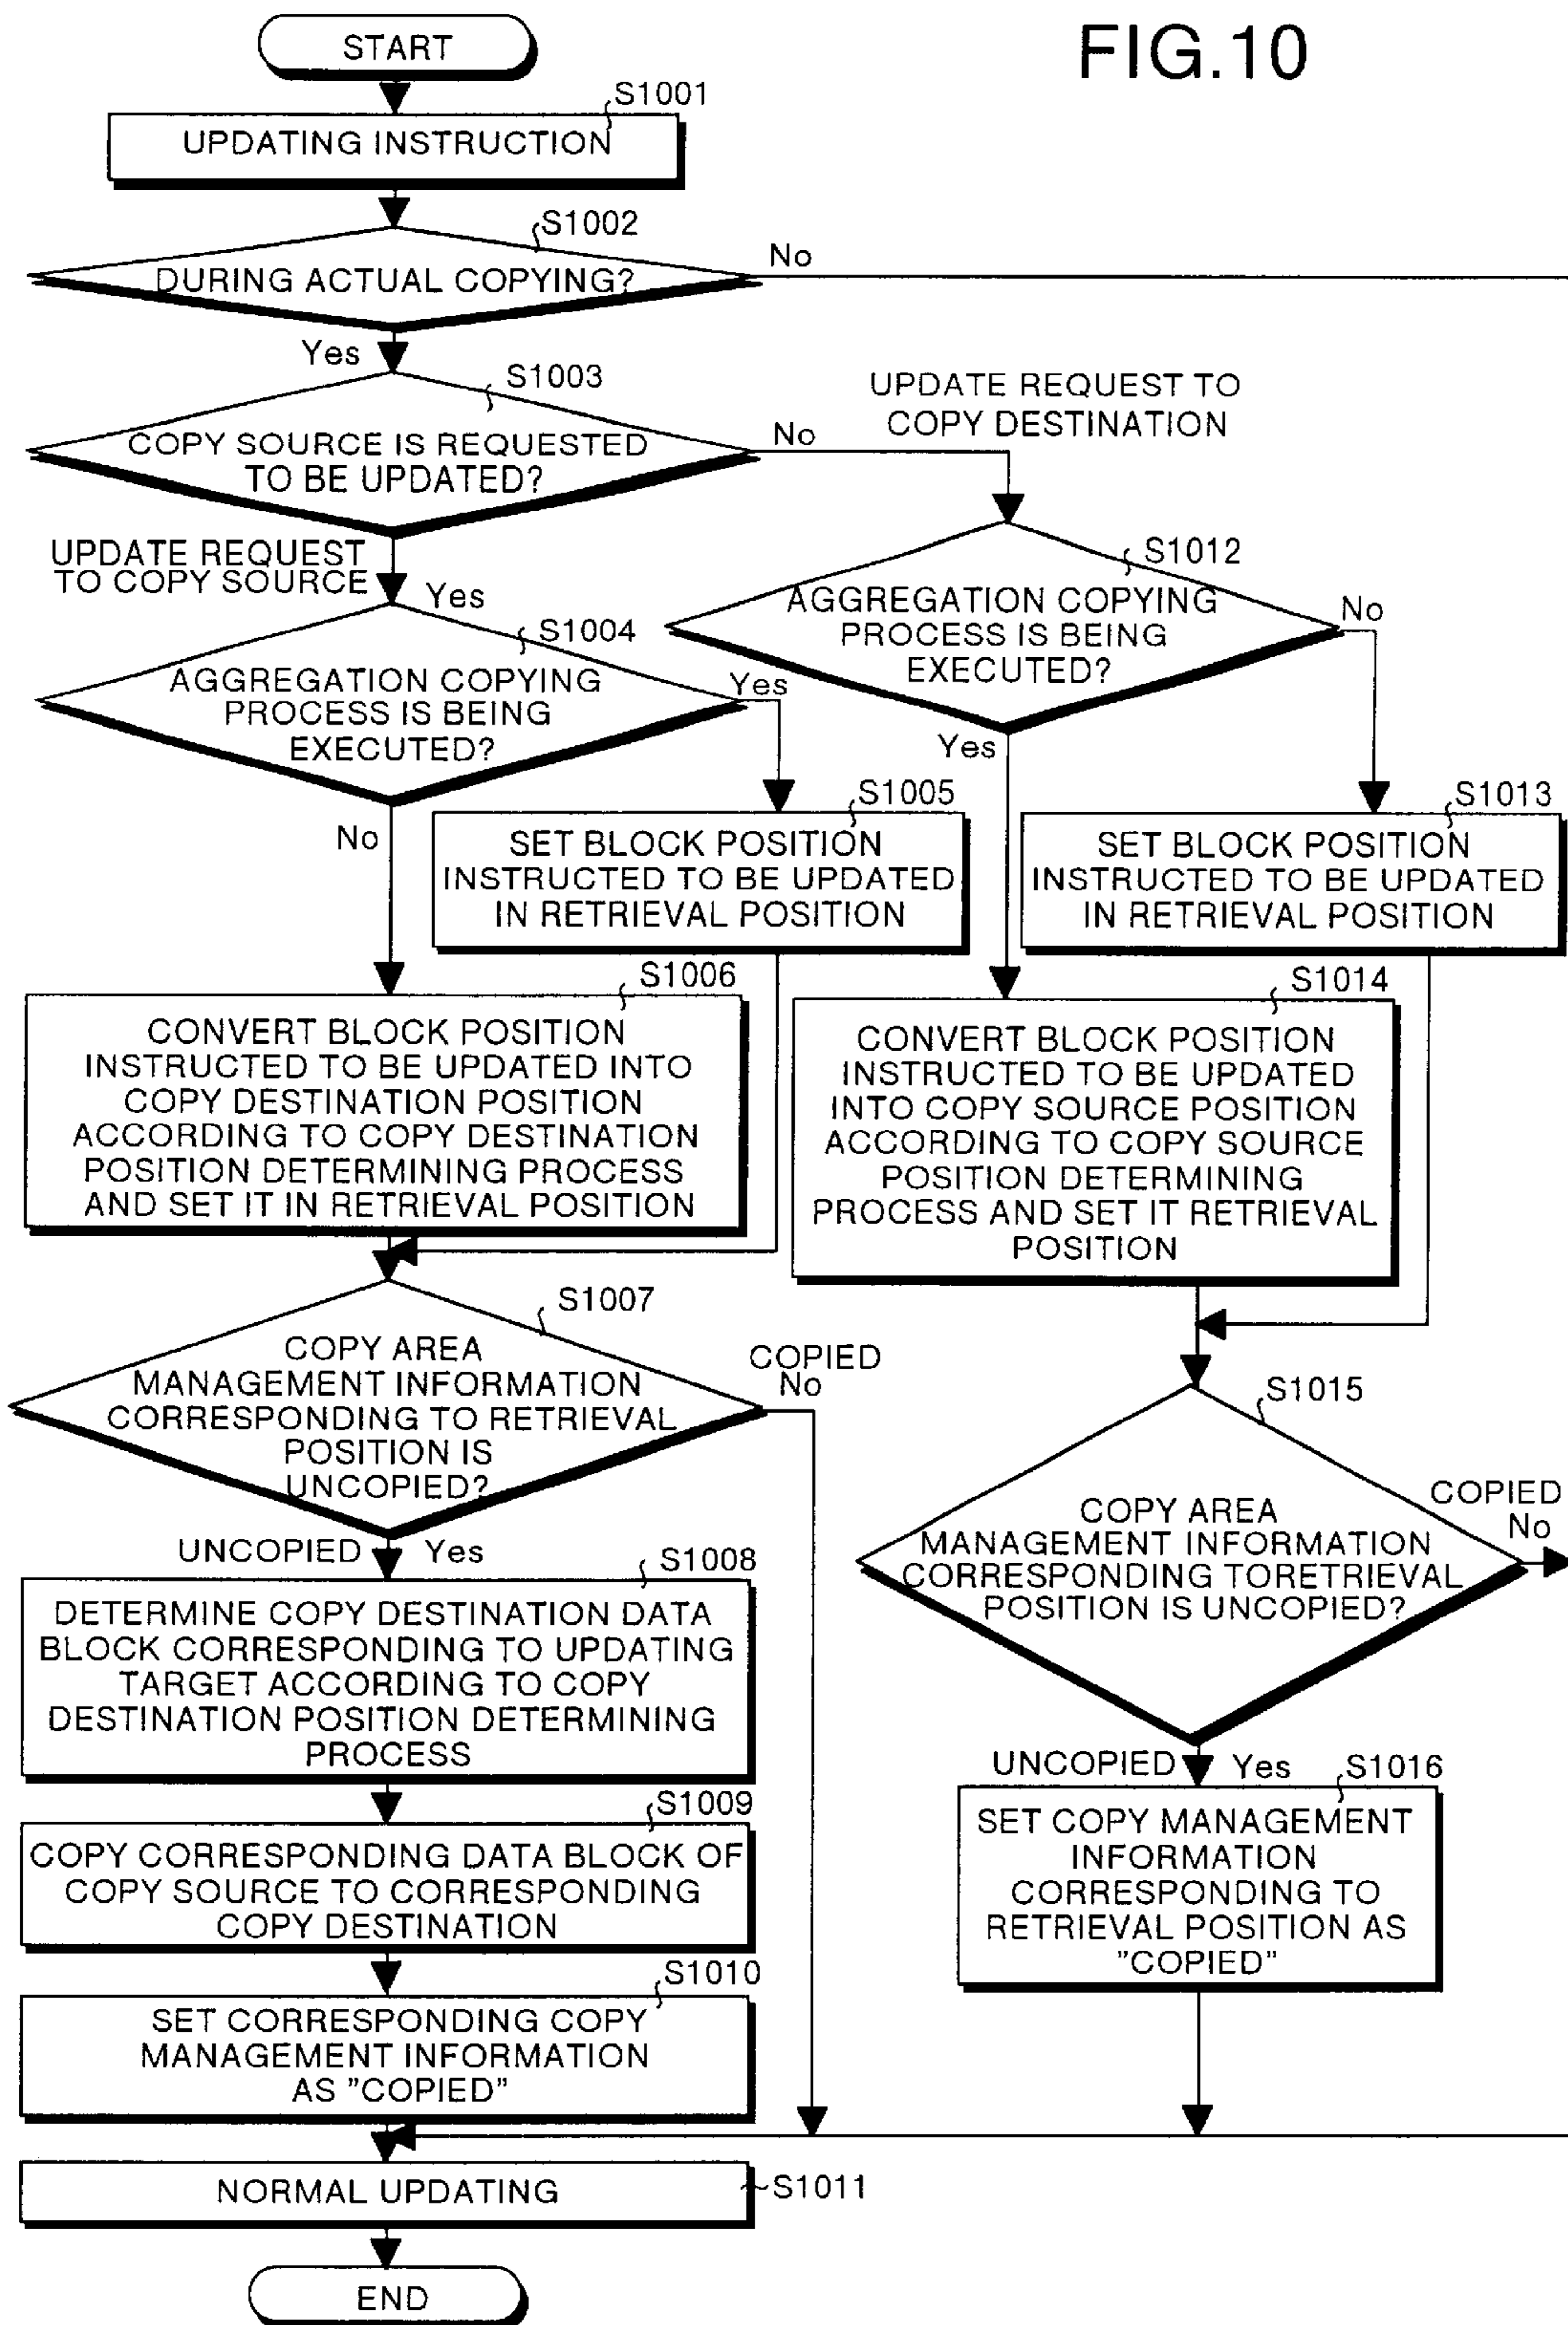 FIG.10
START
S1001
UPDATING INSTRUCTION
S1002
DURING ACTUAL COPYING?
No
Yes
S1003
COPY SOURCE IS REQUESTED
TO BE UPDATED?
No
UPDATE REQUEST TO
COPY DESTINATION
UPDATE REQUEST
TO COPY SOURCE
Yes
S1004
AGGREGATION COPYING
PROCESS IS BEING
EXECUTED?
Yes
No
S1012
AGGREGATION COPYING
PROCESS IS BEING
EXECUTED?
No
Yes
S1005
SET BLOCK POSITION
INSTRUCTED TO BE UPDATED
IN RETRIEVAL POSITION
S1013
SET BLOCK POSITION
INSTRUCTED TO BE UPDATED
IN RETRIEVAL POSITION
S1006
CONVERT BLOCK POSITION
INSTRUCTED TO BE UPDATED INTO
COPY DESTINATION POSITION
ACCORDING TO COPY DESTINATION
POSITION DETERMINING PROCESS
AND SET IT IN RETRIEVAL POSITION
S1014
CONVERT BLOCK POSITION
INSTRUCTED TO BE UPDATED
INTO COPY SOURCE POSITION
ACCORDING TO COPY SOURCE
POSITION DETERMINING
PROCESS AND SET IT RETRIEVAL
POSITION
S1007
COPY AREA
MANAGEMENT INFORMATION
CORRESPONDING TO RETRIEVAL
POSITION IS
UNCOPIED?
COPIED
No
UNCOPIED Yes
S1015
COPY AREA
MANAGEMENT INFORMATION
CORRESPONDING TORETRIEVAL
POSITION IS UNCOPIED?
COPIED
No
UNCOPIED Yes
S1008
DETERMINE COPY DESTINATION DATA
BLOCK CORRESPONDING TO UPDATING
TARGET ACCORDING TO COPY
DESTINATION POSITION DETERMINING
PROCESS
S1016
SET COPY MANAGEMENT
INFORMATION
CORRESPONDING TO
RETRIEVAL POSITION AS
"COPIED"
S1009
COPY CORRESPONDING DATA BLOCK OF
COPY SOURCE TO CORRESPONDING
COPY DESTINATION
S1010
SET CORRESPONDING COPY
MANAGEMENT INFORMATION
AS "COPIED"
NORMAL UPDATING
S1011
END